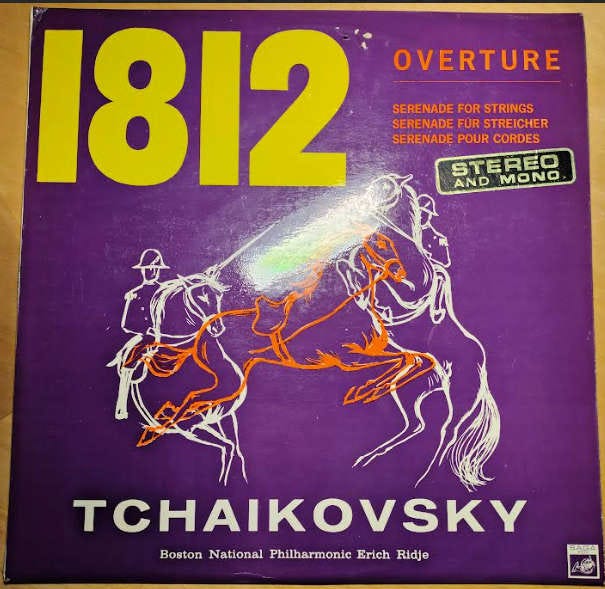 1812
OVERTURE
SERENADE FOR STRINGS
SERENADE FÜR STREICHER
SERENADE POUR CORDES
STEREO
AND MONO
TCHAIKOVSKY
Boston National Philharmonic Erich Ridje
SAGA